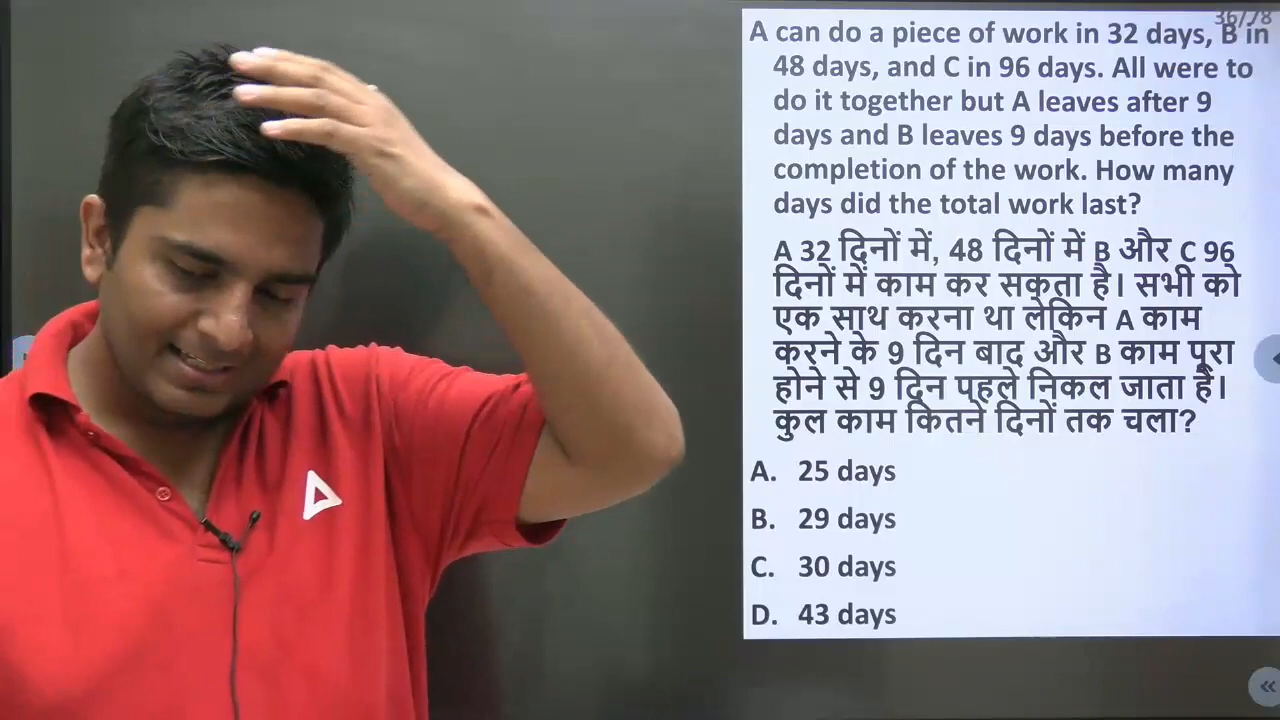 36/78
A can do a piece of work in 32 days, B in
48 days, and C in 96 days. All were to
do it together but A leaves after 9
days and B leaves 9 days before the
completion of the work. How many
days did the total work last?
A 32 दिनों में, 48 दिनों में B और C 96
दिनों में काम कर सकता है। सभी को
एक साथ करना था लेकिन A काम
करने के 9 दिन बाद और B काम पूरा
होने से 9 दिन पहले निकल जाता हैं।
कुल काम कितने दिनों तक चला?
A. 25 days
B. 29 days
C. 30 days
D. 43 days